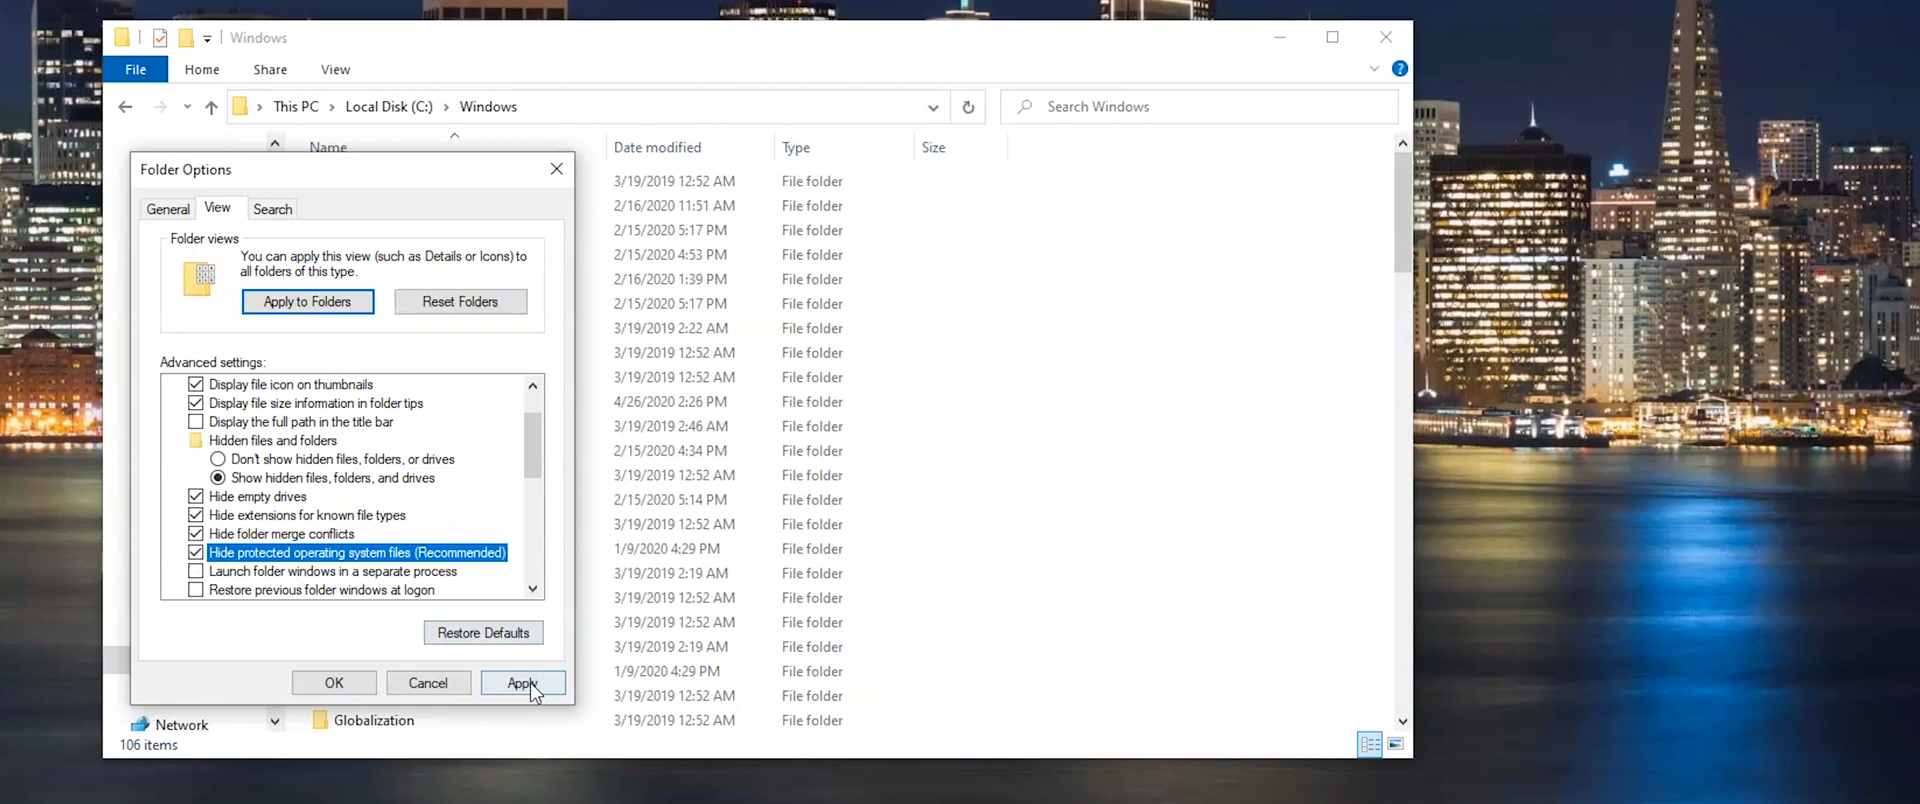 Windows
File Home Share View
This PC > Local Disk (C:) > Windows
Search Windows
Name Date modified Type Size
Folder Options
General View Search
Folder views
You can apply this view (such as Details or Icons) to
all folders of this type.
Apply to Folders Reset Folders
Advanced settings:
Display file icon on thumbnails
Display file size information in folder tips
Display the full path in the title bar
Hidden files and folders
Don't show hidden files, folders, or drives
Show hidden files, folders, and drives
Hide empty drives
Hide extensions for known file types
Hide folder merge conflicts
Hide protected operating system files (Recommended)
Launch folder windows in a separate process
Restore previous folder windows at logon
Restore Defaults
OK Cancel Apply
3/19/2019 12:52 AM File folder
2/16/2020 11:51 AM File folder
2/15/2020 5:17 PM File folder
2/15/2020 4:53 PM File folder
2/16/2020 1:39 PM File folder
2/15/2020 5:17 PM File folder
3/19/2019 2:22 AM File folder
3/19/2019 12:52 AM File folder
3/19/2019 12:52 AM File folder
4/26/2020 2:26 PM File folder
3/19/2019 2:46 AM File folder
2/15/2020 4:34 PM File folder
3/19/2019 12:52 AM File folder
2/15/2020 5:14 PM File folder
3/19/2019 12:52 AM File folder
1/9/2020 4:29 PM File folder
3/19/2019 2:19 AM File folder
3/19/2019 12:52 AM File folder
3/19/2019 12:52 AM File folder
3/19/2019 2:19 AM File folder
1/9/2020 4:29 PM File folder
3/19/2019 12:52 AM File folder
Globalization 3/19/2019 12:52 AM File folder
Network
106 items